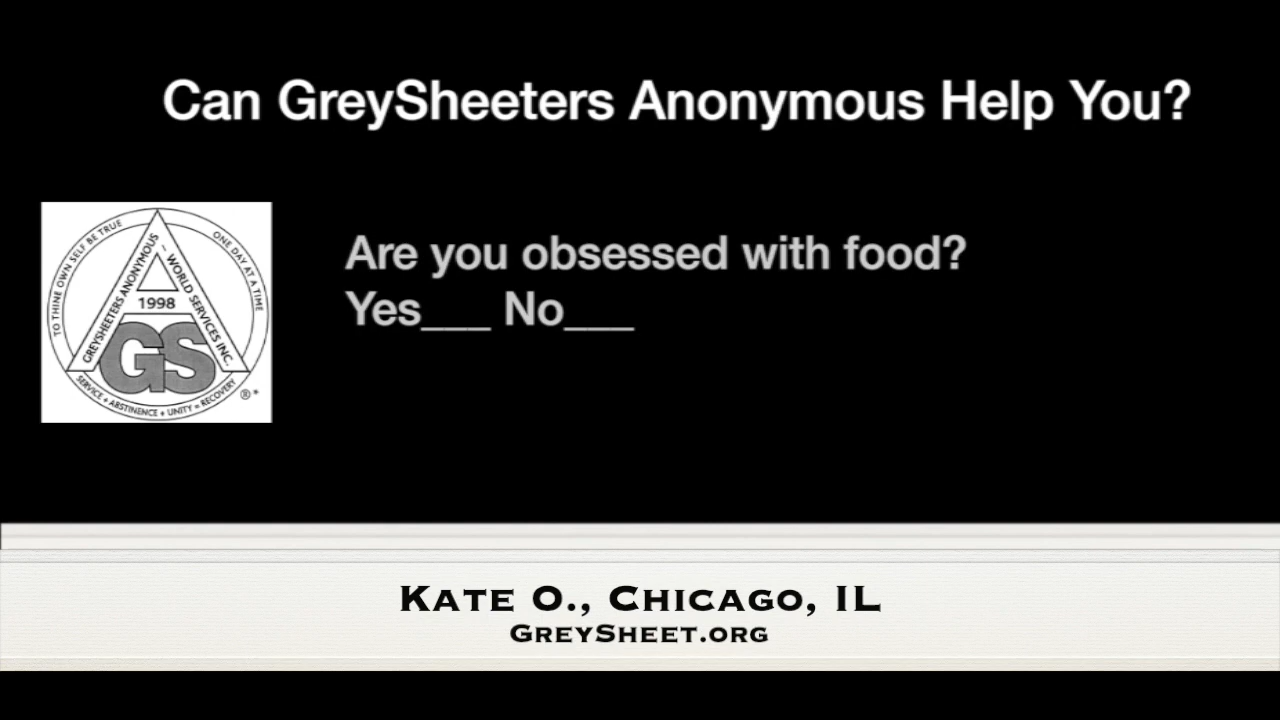 Can GreySheeters Anonymous Help You?
TO THINE OWN SELF BE TRUE
ONE DAY AT A TIME
GREYSHEETERS ANONYMOUS ~ WORLD SERVICES INC.
1998
GS
SERVICE + ABSTINENCE + UNITY = RECOVERY
®*
Are you obsessed with food?
Yes___ No___
KATE O., CHICAGO, IL
GREYSHEET.ORG